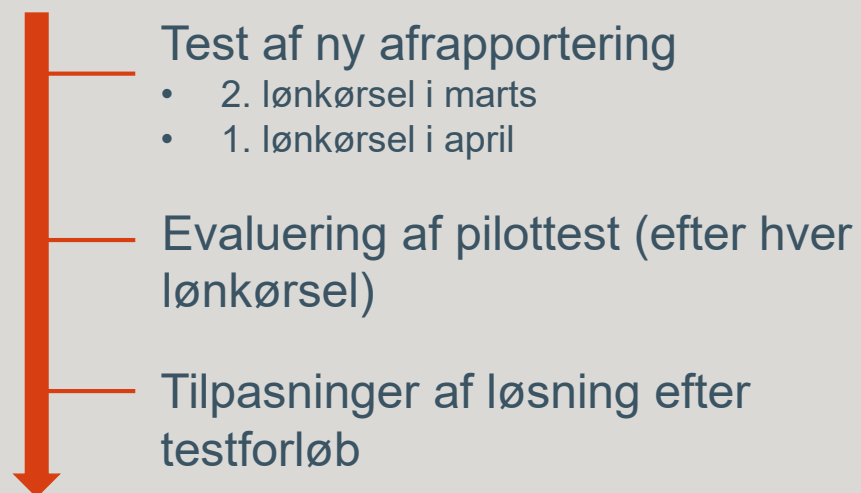 Test af ny afrapportering
• 2. lønkørsel i marts
• 1. lønkørsel i april
Evaluering af pilottest (efter hver
lønkørsel)
Tilpasninger af løsning efter
testforløb